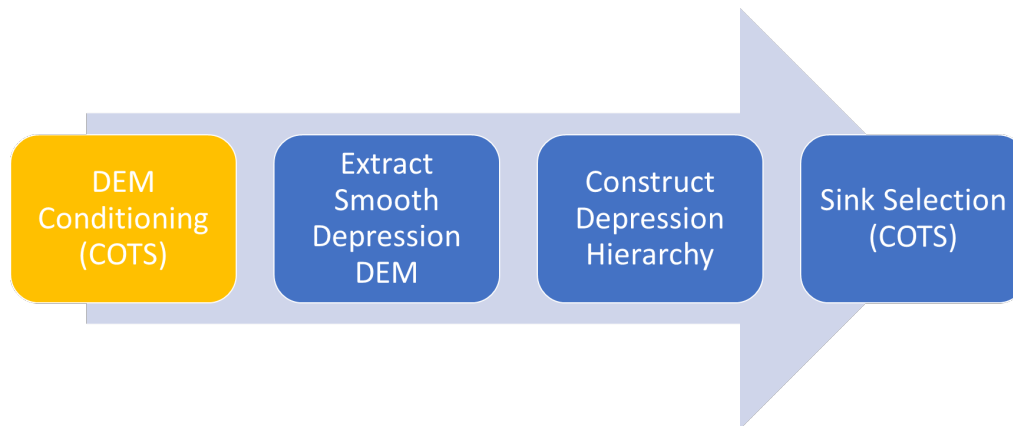 DEM
Conditioning
(COTS)
Extract
Smooth
Depression
DEM
Construct
Depression
Hierarchy
Sink Selection
(COTS)